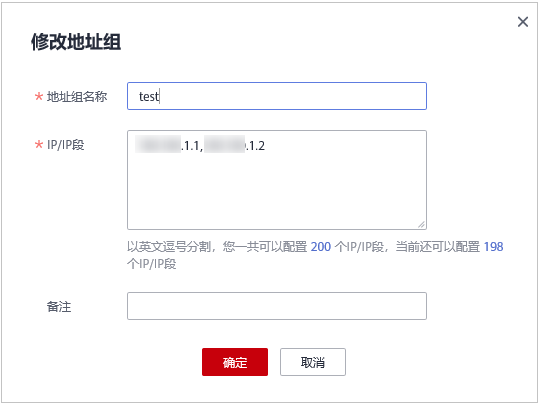 修改地址组
* 地址组名称
test
* IP/IP段
.1.1, .1.2
以英文逗号分割，您一共可以配置 200 个IP/IP段，当前还可以配置 198
个IP/IP段
备注
确定
取消